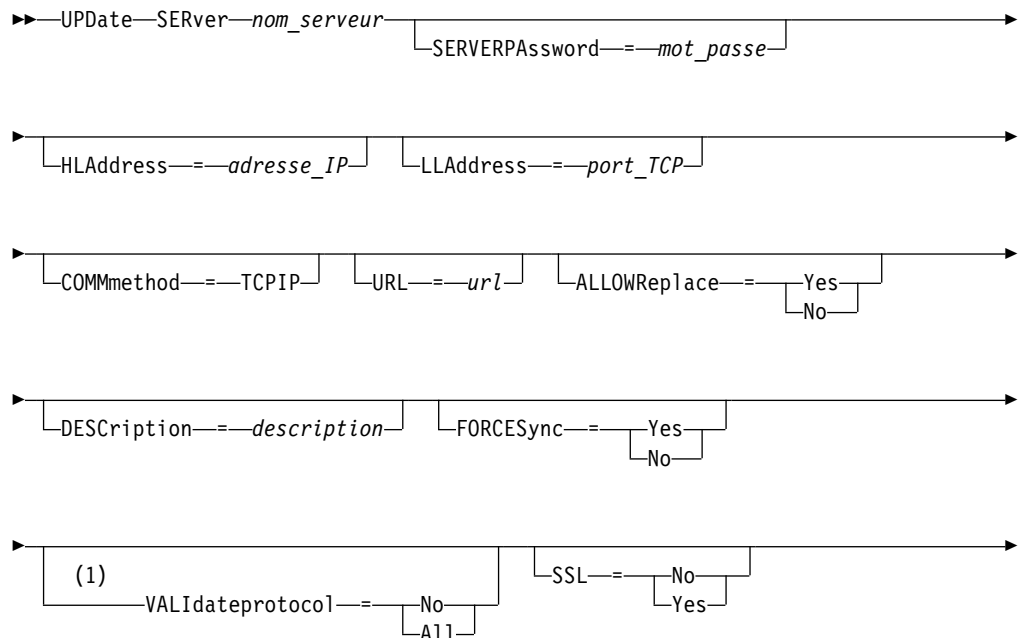 UPDate SERver nom_serveur
SERVERPAssword = mot_passe
HLAddress = adresse_IP LLAddress = port_TCP
COMMmethod = TCPIP URL = url ALLOWReplace = Yes
No
DESCription = description FORCESync = Yes
No
(1)
VALIdateprotocol = No SSL = No
All Yes